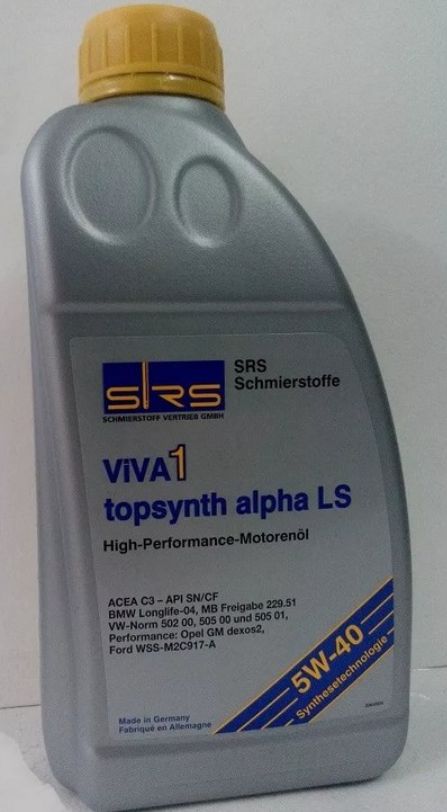 SRS
SCHMIERSTOFF VERTRIEB GMBH
SRS
Schmierstoffe
ViVA1
topsynth alpha LS
High-Performance-Motorenöl
ACEA C3 – API SN/CF
BMW Longlife-04, MB Freigabe 229.51
VW-Norm 502 00, 505 00 und 505 01,
Performance: Opel GM dexos2,
Ford WSS-M2C917-A
5W-40
Synthesetechnologie
Made in Germany
Fabriqué en Allemagne